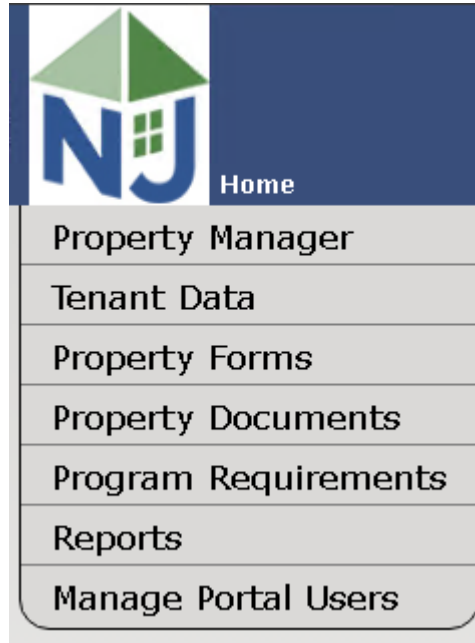 NJ
Home
Property Manager
Tenant Data
Property Forms
Property Documents
Program Requirements
Reports
Manage Portal Users